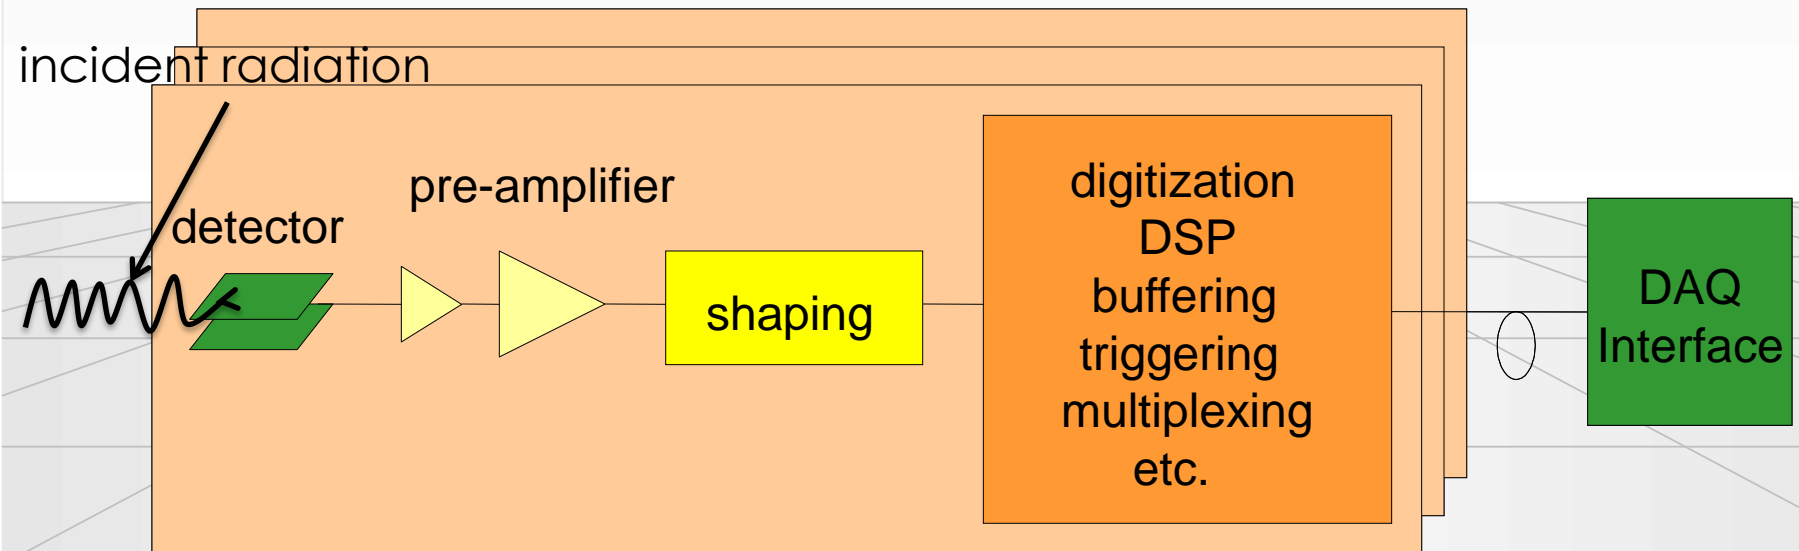 incident radiation
pre-amplifier
detector
shaping
digitization
DSP
buffering
triggering
multiplexing
etc.
DAQ
Interface